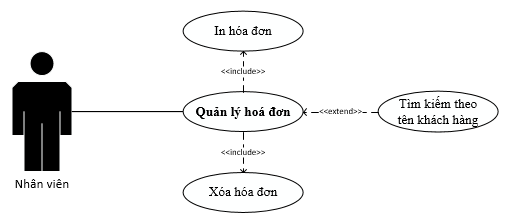 In hóa đơn
<<include>>
Quản lý hoá đơn
<<extend>>
Tìm kiếm theo
tên khách hàng
<<include>>
Nhân viên
Xóa hóa đơn